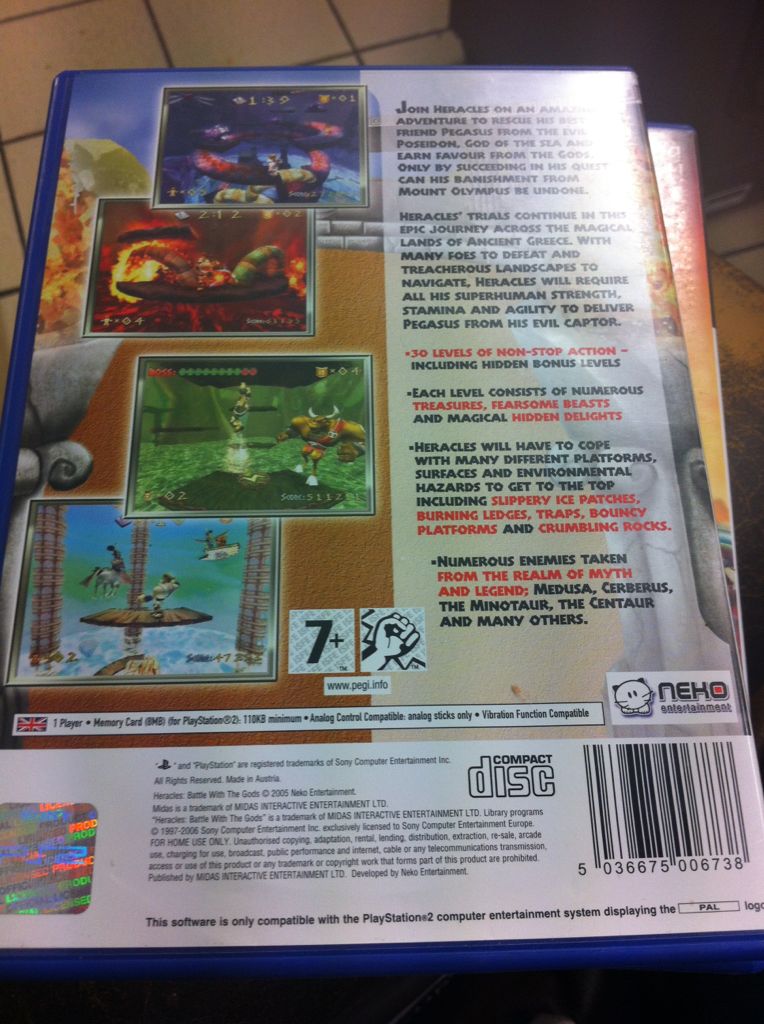 JOIN HERACLES ON AN
ADVENTURE TO RESCUE HIS BEST
FRIEND PEGASUS FROM THE EVIL
POSEIDON, GOD OF THE SEA AND
EARN FAVOUR FROM THE GODS.
ONLY BY SUCCEEDING IN HIS QUEST
CAN HIS BANISHMENT FROM
MOUNT OLYMPUS BE UNDONE.
HERACLES' TRIALS CONTINUE IN THIS
EPIC JOURNEY ACROSS THE MAGICAL
LANDS OF ANCIENT GREECE. WITH
MANY FOES TO DEFEAT AND
TREACHEROUS LANDSCAPES TO
NAVIGATE, HERACLES WILL REQUIRE
ALL HIS SUPERHUMAN STRENGTH,
STAMINA AND AGILITY TO DELIVER
PEGASUS FROM HIS EVIL CAPTOR.
•30 LEVELS OF NON-STOP ACTION –
INCLUDING HIDDEN BONUS LEVELS
•EACH LEVEL CONSISTS OF NUMEROUS
TREASURES, FEARSOME BEASTS
AND MAGICAL HIDDEN DELIGHTS
•HERACLES WILL HAVE TO COPE
WITH MANY DIFFERENT PLATFORMS,
SURFACES AND ENVIRONMENTAL
HAZARDS TO GET TO THE TOP
INCLUDING SLIPPERY ICE PATCHES,
BURNING LEDGES, TRAPS, BOUNCY
PLATFORMS AND CRUMBLING ROCKS.
•NUMEROUS ENEMIES TAKEN
FROM THE REALM OF MYTH
AND LEGEND; MEDUSA, CERBERUS,
THE MINOTAUR, THE CENTAUR
AND MANY OTHERS.
1:39 ×01
2:12 ×02
×04
BOSS: ×04
×02 SCORE:
7+
www.pegi.info
NEKO
entertainment
1 Player • Memory Card (8MB) (for PlayStation®2): 110KB minimum • Analog Control Compatible: analog sticks only • Vibration Function Compatible
" and "PlayStation" are registered trademarks of Sony Computer Entertainment Inc.
All Rights Reserved. Made in Austria.
Heracles: Battle With The Gods © 2005 Neko Entertainment.
Midas is a trademark of MIDAS INTERACTIVE ENTERTAINMENT LTD.
"Heracles: Battle With The Gods" is a trademark of MIDAS INTERACTIVE ENTERTAINMENT LTD. Library programs
© 1997-2006 Sony Computer Entertainment Inc. exclusively licensed to Sony Computer Entertainment Europe.
FOR HOME USE ONLY. Unauthorised copying, adaptation, rental, lending, distribution, extraction, re-sale, arcade
use, charging for use, broadcast, public performance and internet, cable or any telecommunications transmission,
access or use of this product or any trademark or copyright work that forms part of this product are prohibited.
Published by MIDAS INTERACTIVE ENTERTAINMENT LTD. Developed by Neko Entertainment.
COMPACT
disc
5 036675 006738
This software is only compatible with the PlayStation®2 computer entertainment system displaying the PAL logo